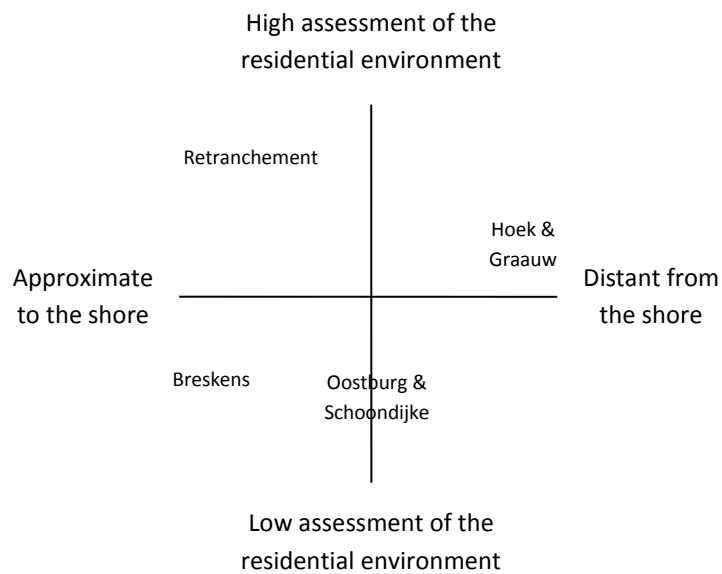 High assessment of the
residential environment
Retranchement
Hoek &
Graauw
Approximate
to the shore
Distant from
the shore
Breskens
Oostburg &
Schoondijke
Low assessment of the
residential environment